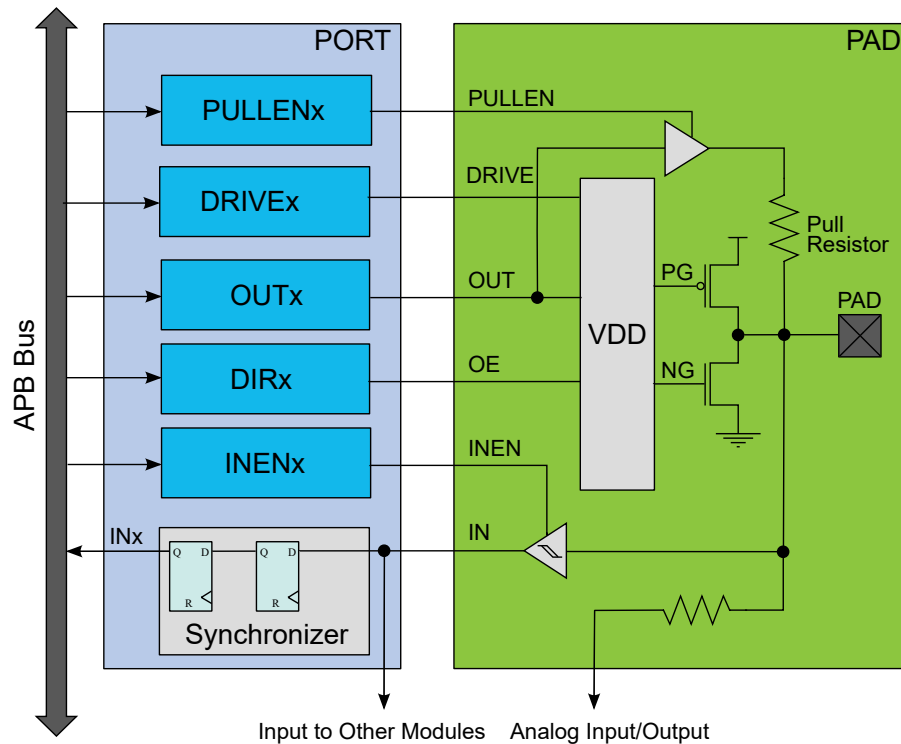 PORT
PAD
APB Bus
PULLENx
PULLEN
DRIVEx
DRIVE
Pull
Resistor
OUTx
OUT
PG
PAD
VDD
DIRx
OE
NG
INENx
INEN
INx
Q D
R
Q D
R
IN
Synchronizer
Input to Other Modules
Analog Input/Output